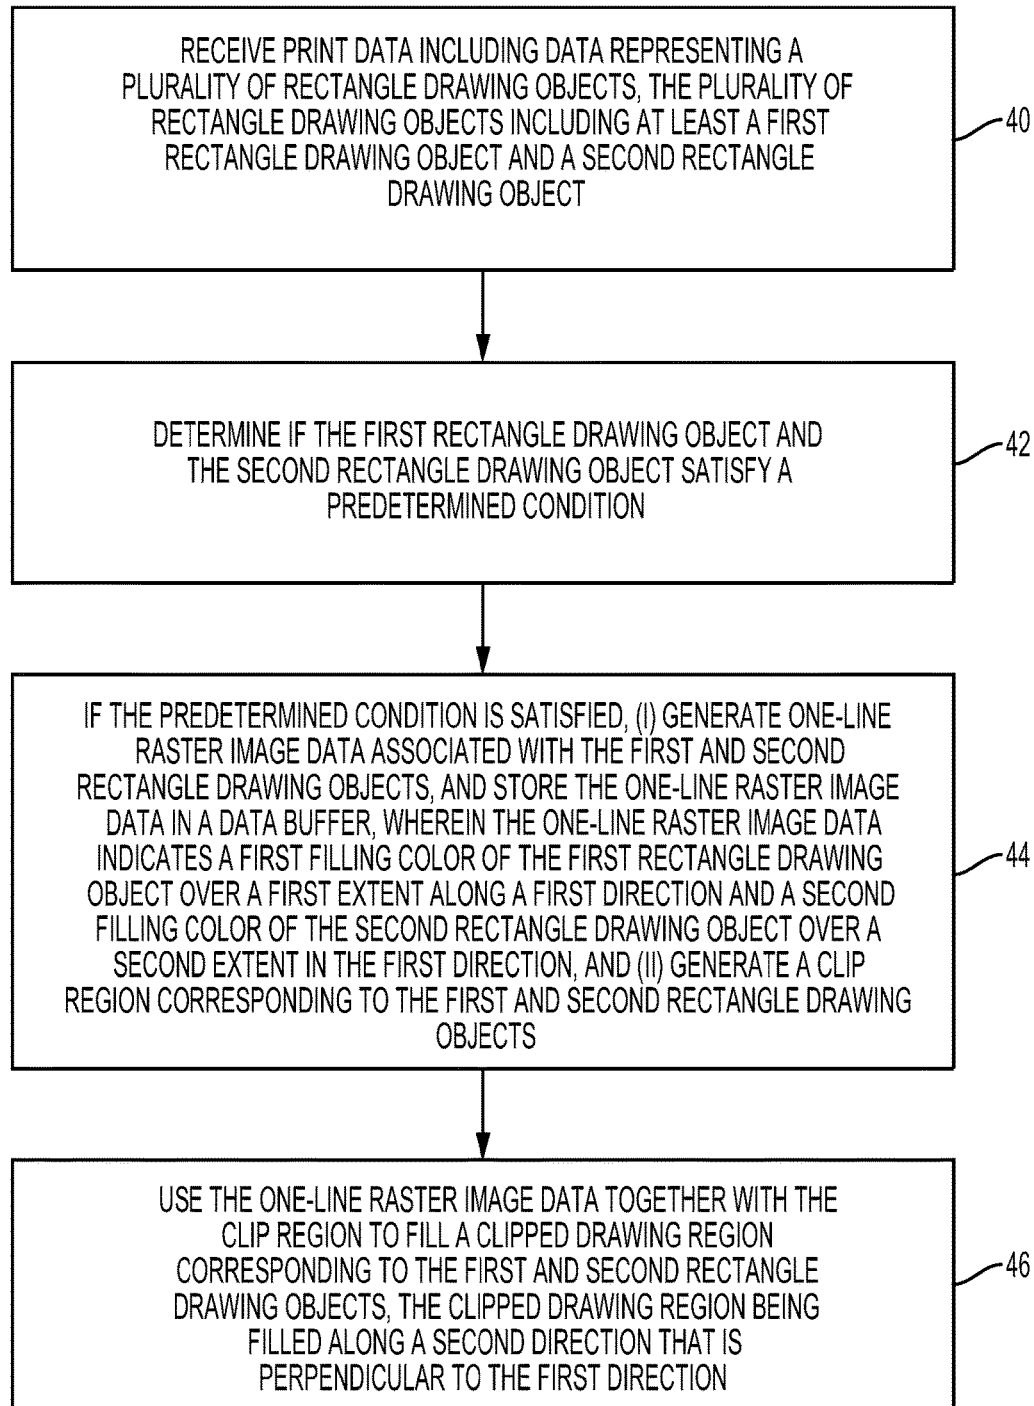 RECEIVE PRINT DATA INCLUDING DATA REPRESENTING A
PLURALITY OF RECTANGLE DRAWING OBJECTS, THE PLURALITY OF
RECTANGLE DRAWING OBJECTS INCLUDING AT LEAST A FIRST
RECTANGLE DRAWING OBJECT AND A SECOND RECTANGLE
DRAWING OBJECT
40
DETERMINE IF THE FIRST RECTANGLE DRAWING OBJECT AND
THE SECOND RECTANGLE DRAWING OBJECT SATISFY A
PREDETERMINED CONDITION
42
IF THE PREDETERMINED CONDITION IS SATISFIED, (I) GENERATE ONE-LINE
RASTER IMAGE DATA ASSOCIATED WITH THE FIRST AND SECOND
RECTANGLE DRAWING OBJECTS, AND STORE THE ONE-LINE RASTER IMAGE
DATA IN A DATA BUFFER, WHEREIN THE ONE-LINE RASTER IMAGE DATA
INDICATES A FIRST FILLING COLOR OF THE FIRST RECTANGLE DRAWING
OBJECT OVER A FIRST EXTENT ALONG A FIRST DIRECTION AND A SECOND
FILLING COLOR OF THE SECOND RECTANGLE DRAWING OBJECT OVER A
SECOND EXTENT IN THE FIRST DIRECTION, AND (II) GENERATE A CLIP
REGION CORRESPONDING TO THE FIRST AND SECOND RECTANGLE DRAWING
OBJECTS
44
USE THE ONE-LINE RASTER IMAGE DATA TOGETHER WITH THE
CLIP REGION TO FILL A CLIPPED DRAWING REGION
CORRESPONDING TO THE FIRST AND SECOND RECTANGLE
DRAWING OBJECTS, THE CLIPPED DRAWING REGION BEING
FILLED ALONG A SECOND DIRECTION THAT IS
PERPENDICULAR TO THE FIRST DIRECTION
46